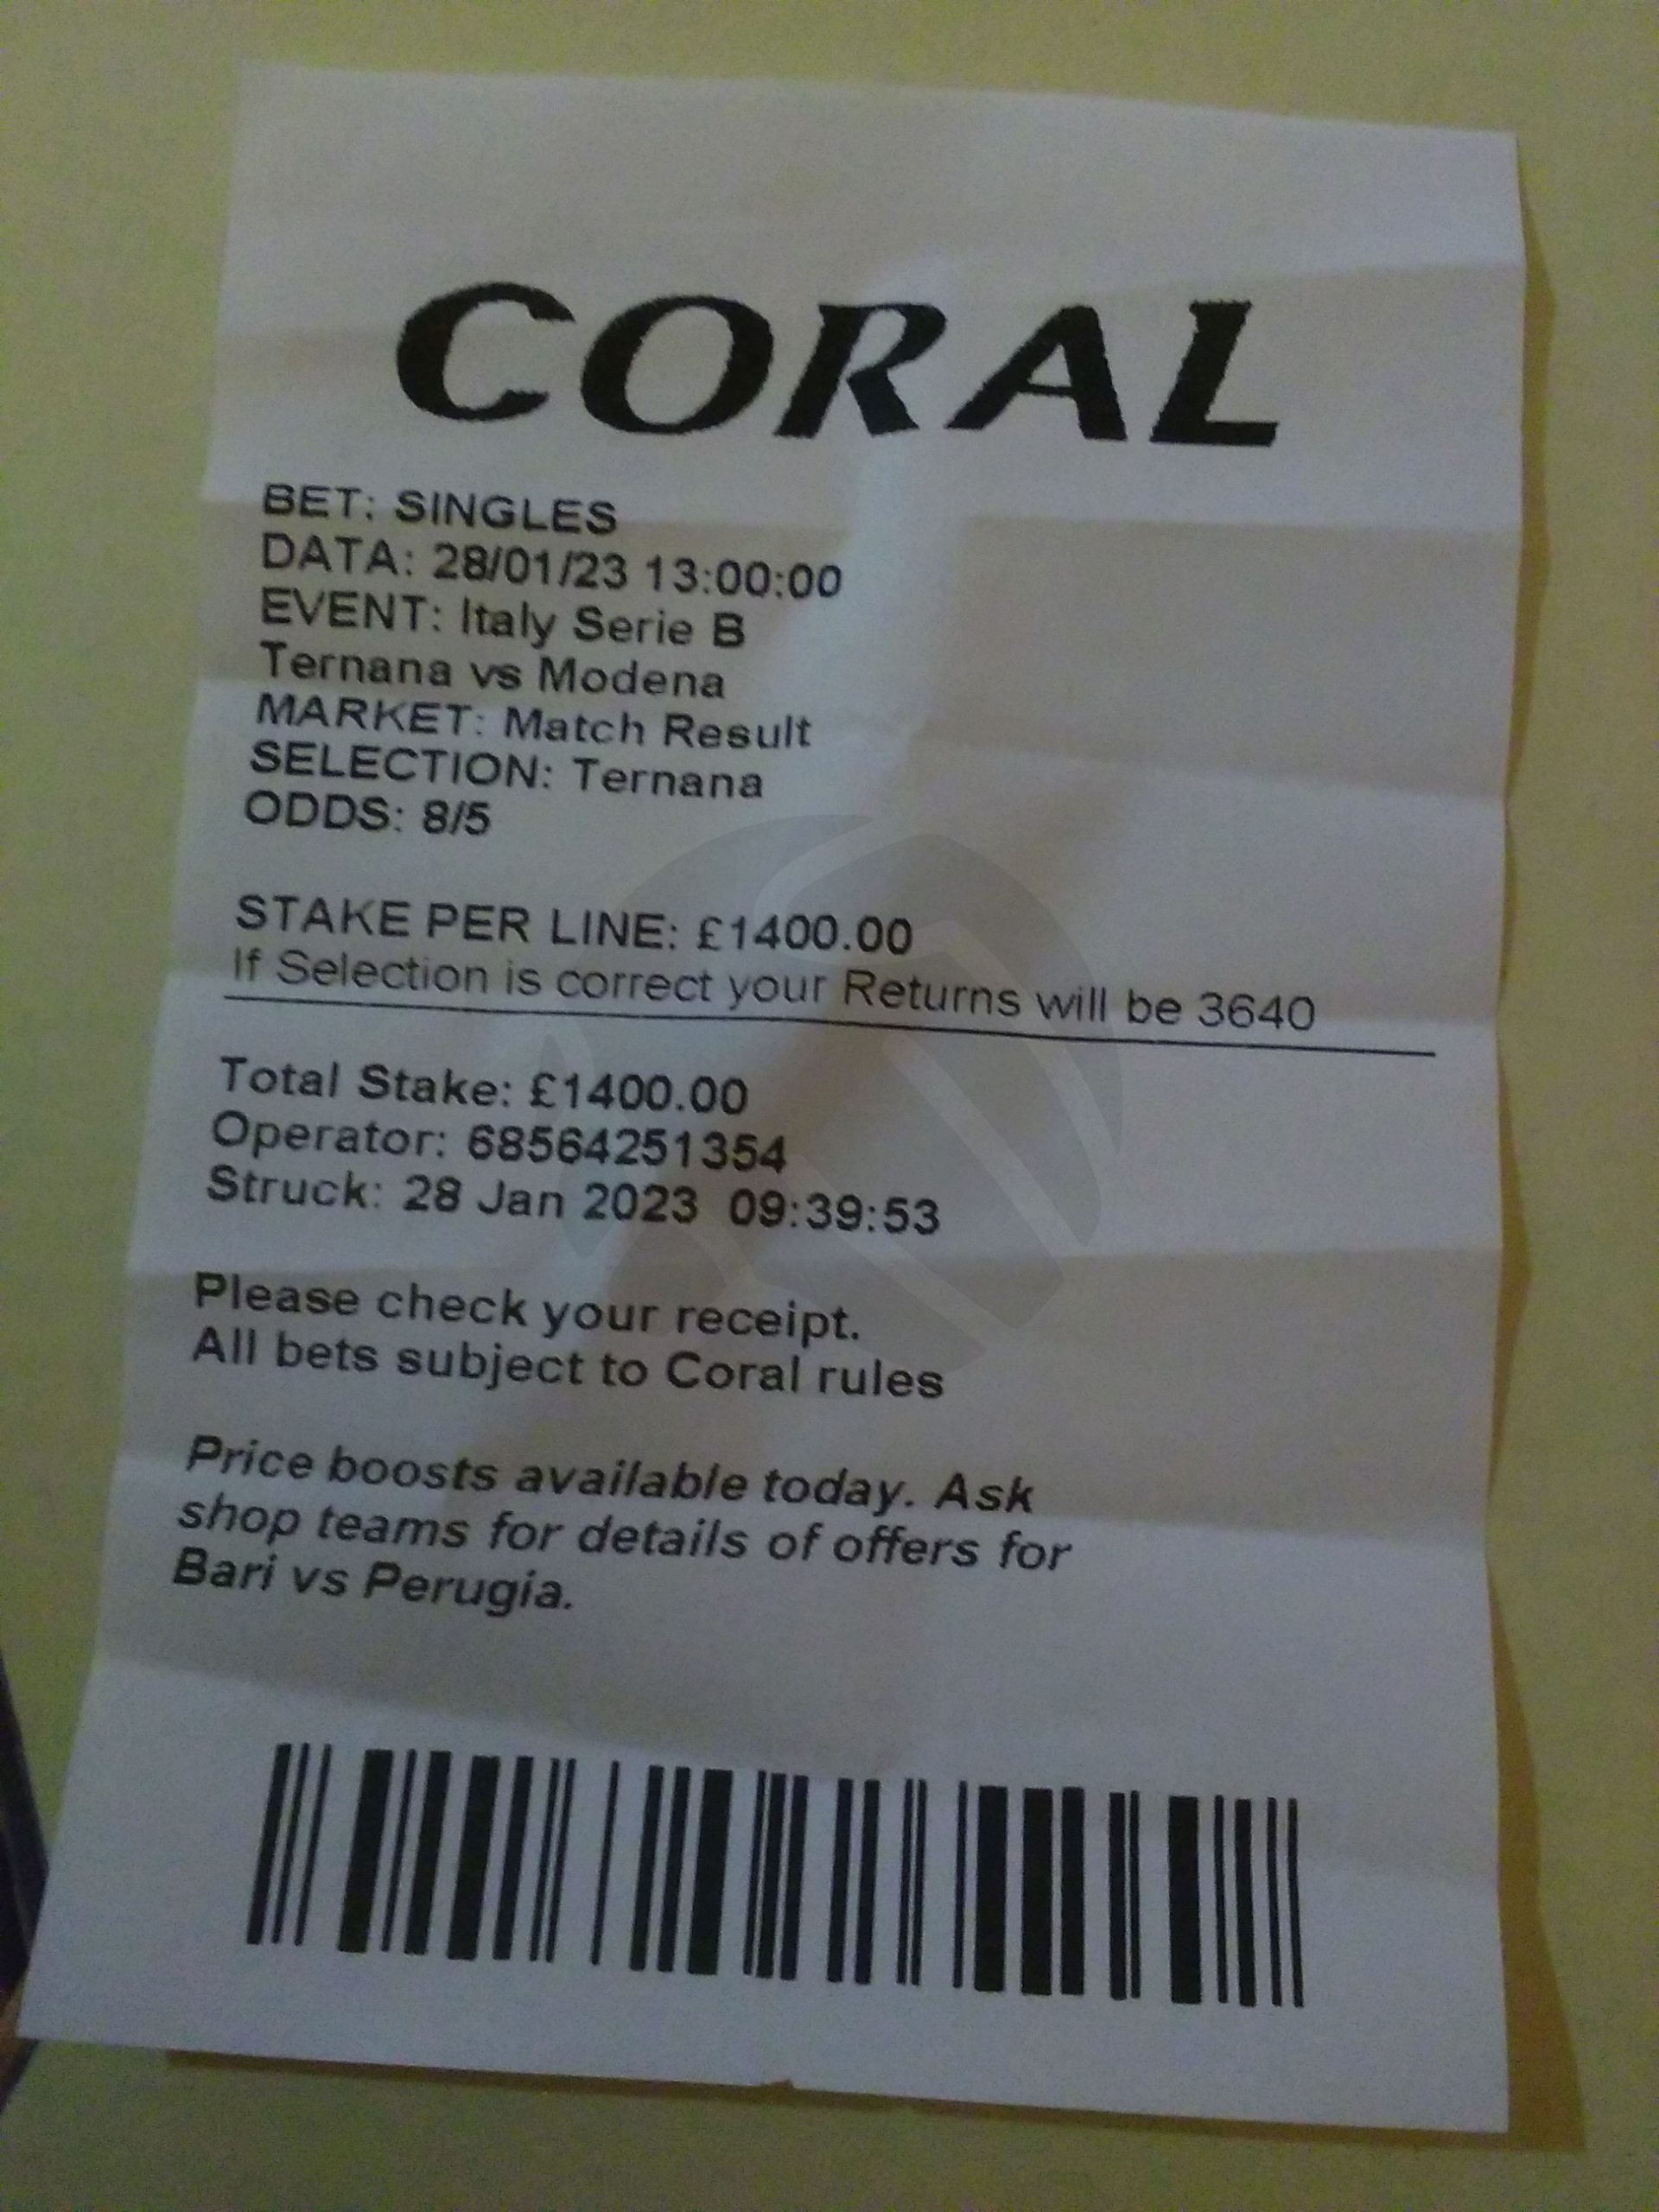 CORAL
BET: SINGLES
DATA: 28/01/23 13:00:00
EVENT: Italy Serie B
Ternana vs Modena
MARKET: Match Result
SELECTION: Ternana
ODDS: 8/5
STAKE PER LINE: £1400.00
If Selection is correct your Returns will be 3640
Total Stake: £1400.00
Operator: 68564251354
Struck: 28 Jan 2023 09:39:53
Please check your receipt.
All bets subject to Coral rules
Price boosts available today. Ask
shop teams for details of offers for
Bari vs Perugia.